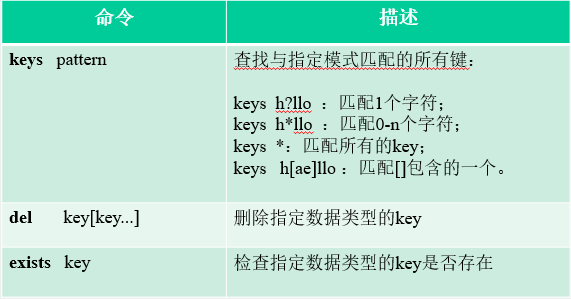 命令 描述
keys pattern 查找与指定模式匹配的所有键：
keys h?llo ：匹配1个字符；
keys h*llo ：匹配0-n个字符；
keys *：匹配所有的key；
keys h[ae]llo：匹配[]包含的一个。
del key[key...] 删除指定数据类型的key
exists key 检查指定数据类型的key是否存在